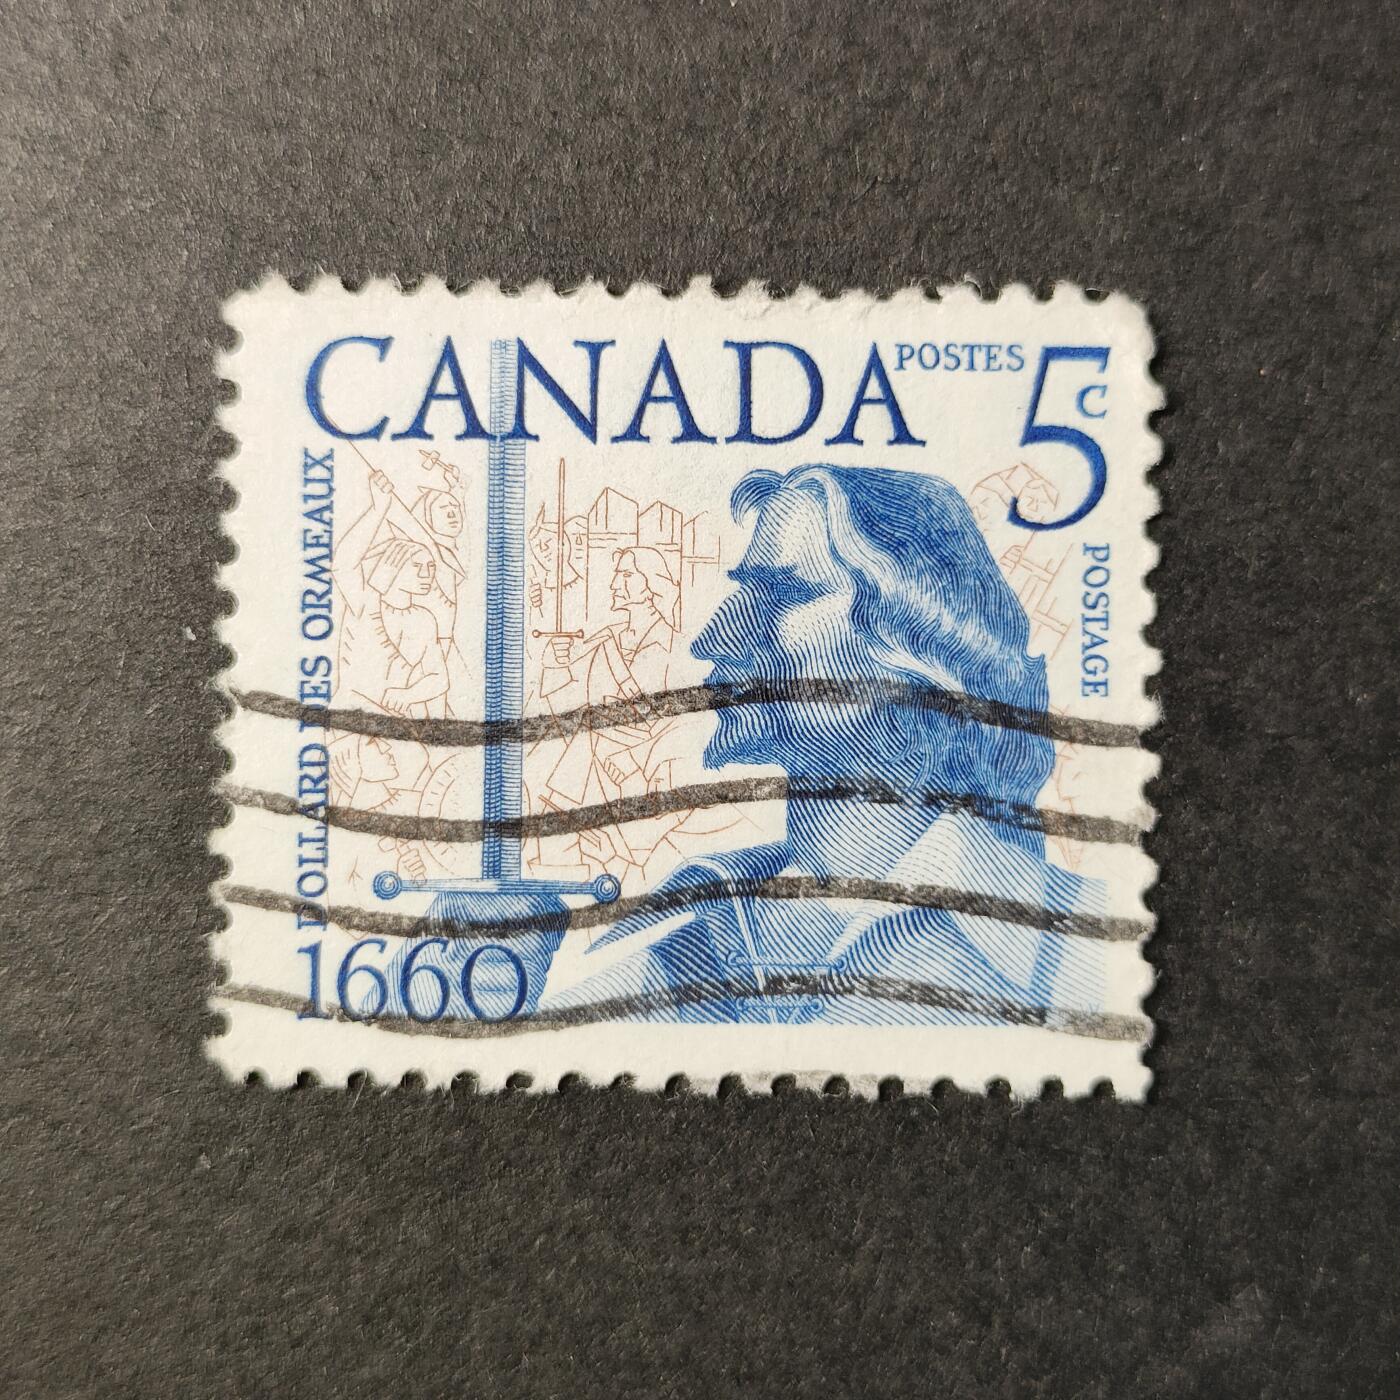 CANADA
POSTES
5c
POSTAGE
DOLLARD DES ORMEAUX
1660